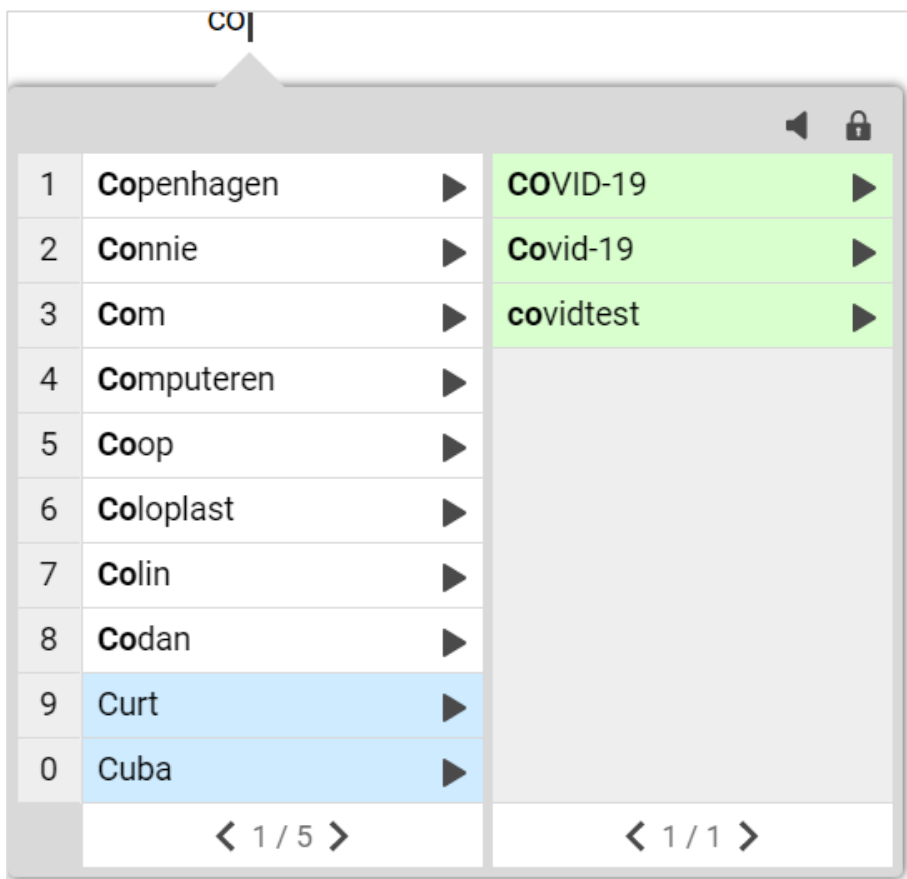 co
1 Copenhagen
2 Connie
3 Com
4 Computeren
5 Coop
6 Coloplast
7 Colin
8 Codan
9 Curt
0 Cuba
1 / 5
COVID-19
Covid-19
covidtest
1 / 1